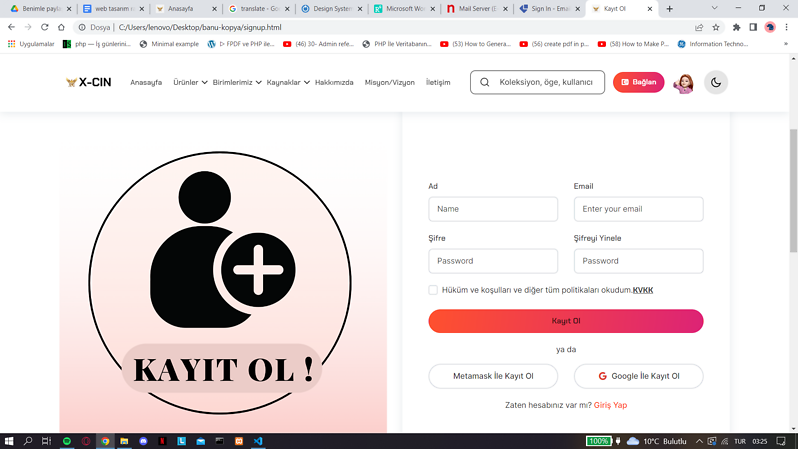 Benimle payla
web tasarım s
Anasayfa
translate - Go
Design System
Microsoft Wor
Mail Server (E
Sign In - Emai
Kayıt Ol
Dosya | C:/Users/lenovo/Desktop/banu-kopya/signup.html
Uygulamalar
php — İş günlerini...
Minimal example
▷ FPDF ve PHP ile...
(46) 30- Admin refe...
PHP İle Veritabanın...
(53) How to Genera...
(56) create pdf in p...
(58) How to Make P...
Information Techno...
X-CIN
Anasayfa
Ürünler
Birimlerimiz
Kaynaklar
Hakkımızda
Misyon/Vizyon
İletişim
Koleksiyon, öge, kullanıcı
Bağlan
KAYIT OL !
Ad
Email
Name
Enter your email
Şifre
Şifreyi Yinele
Password
Password
Hüküm ve koşulları ve diğer tüm politikaları okudum.KVKK
Kayıt Ol
ya da
Metamask İle Kayıt Ol
G Google İle Kayıt Ol
Zaten hesabınız var mı? Giriş Yap
100%
10°C Bulutlu
TUR
03:25